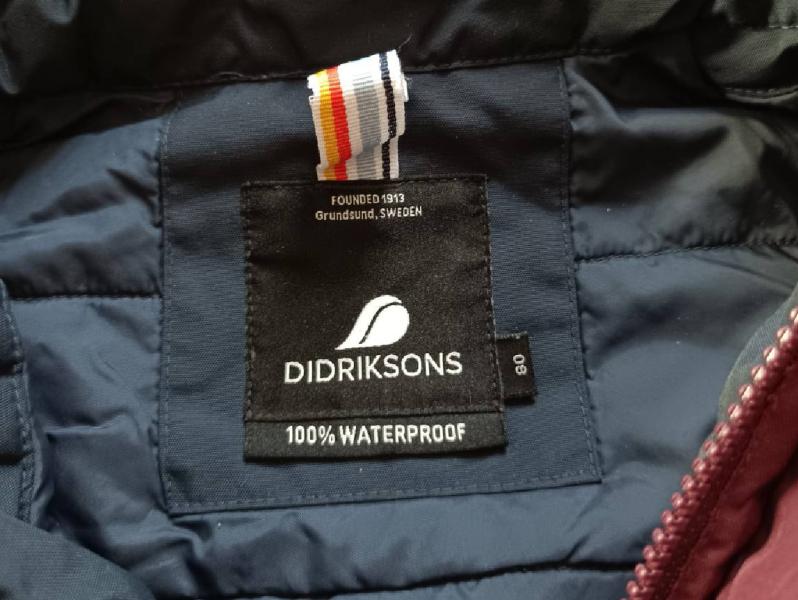 FOUNDED 1913
Grundsund, SWEDEN
DIDRIKSONS
80
100% WATERPROOF